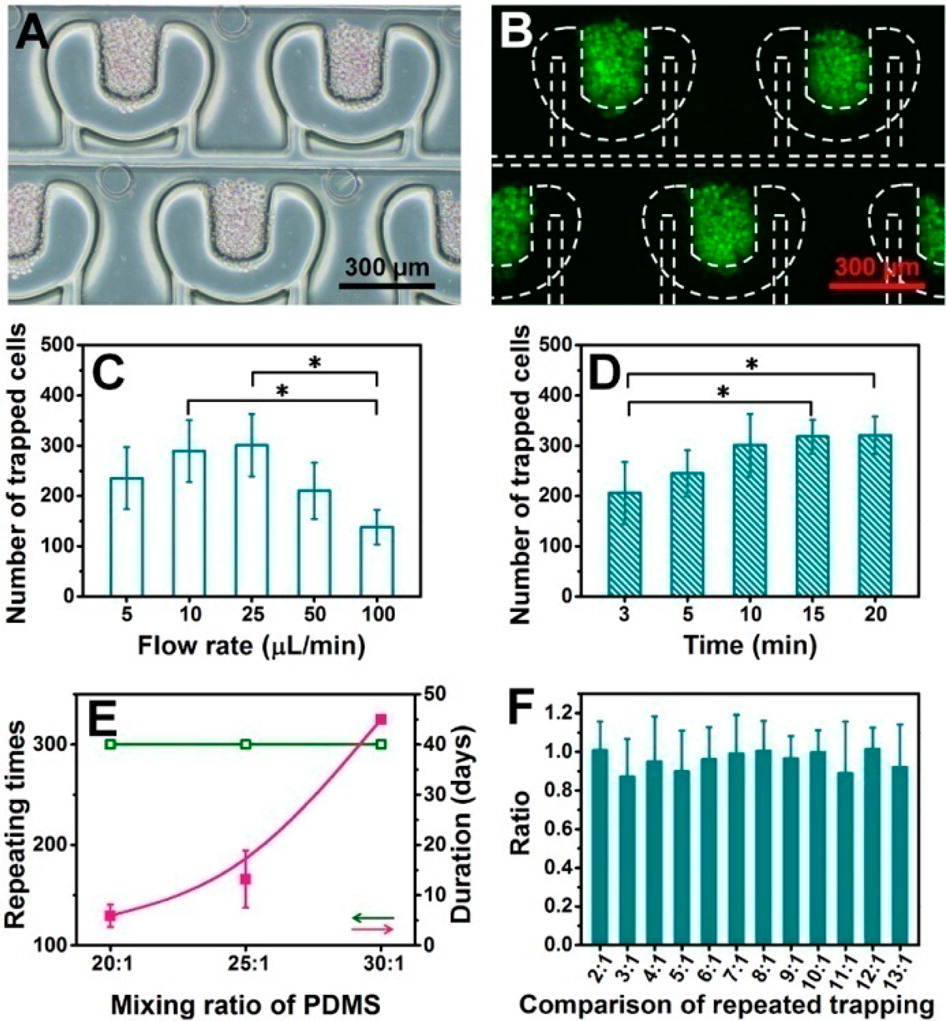 A
300 μm
B
300 μm
C
Number of trapped cells
500
400
300
200
100
0
*
*
5 10 25 50 100
Flow rate (μL/min)
D
Number of trapped cells
500
400
300
200
100
0
*
*
3 5 10 15 20
Time (min)
E
Repeating times
300
200
100
50
40
30
20
10
0
Duration (days)
20:1 25:1 30:1
Mixing ratio of PDMS
F
Ratio
1.2
1.0
0.8
0.6
0.4
0.2
0.0
2:1 3:1 4:1 5:1 6:1 7:1 8:1 9:1 10:1 11:1 12:1 13:1
Comparison of repeated trapping